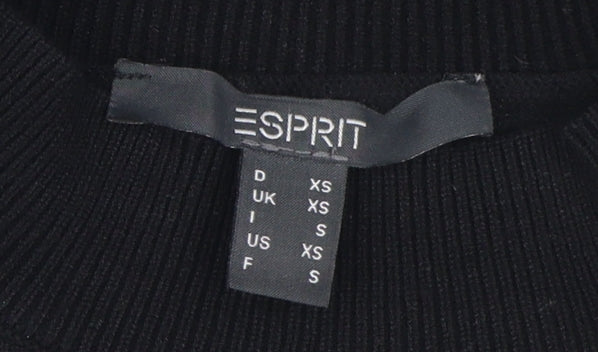 ESPRIT
D XS
UK XS
I S
US XS
F S